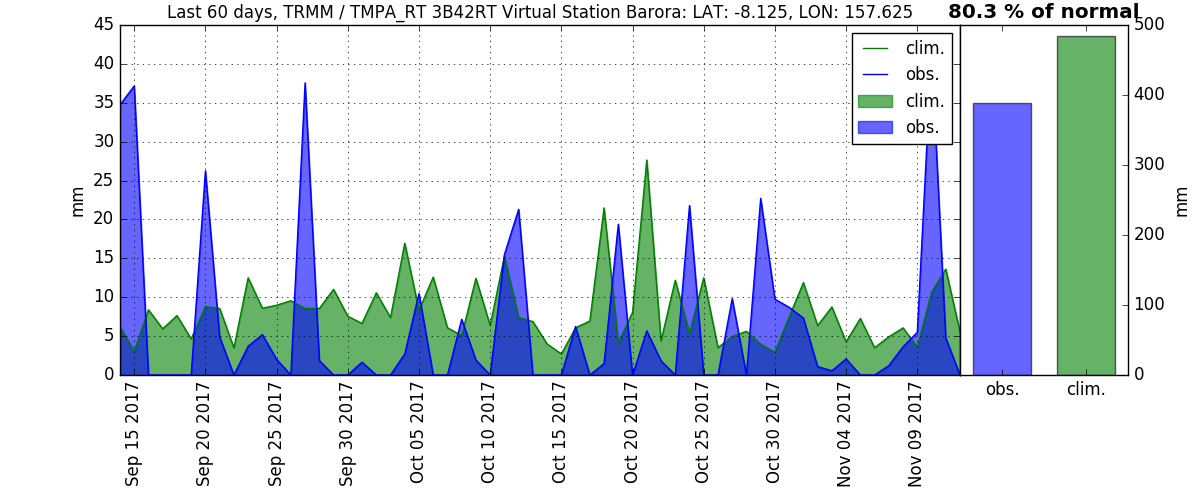 Last 60 days, TRMM / TMPA_RT 3B42RT Virtual Station Barora: LAT: -8.125, LON: 157.625
80.3 % of normal
45
40
35
30
25
20
15
10
5
0
mm
clim.
obs.
clim.
obs.
Sep 15 2017
Sep 20 2017
Sep 25 2017
Sep 30 2017
Oct 05 2017
Oct 10 2017
Oct 15 2017
Oct 20 2017
Oct 25 2017
Oct 30 2017
Nov 04 2017
Nov 09 2017
500
400
300
200
100
0
mm
obs.
clim.